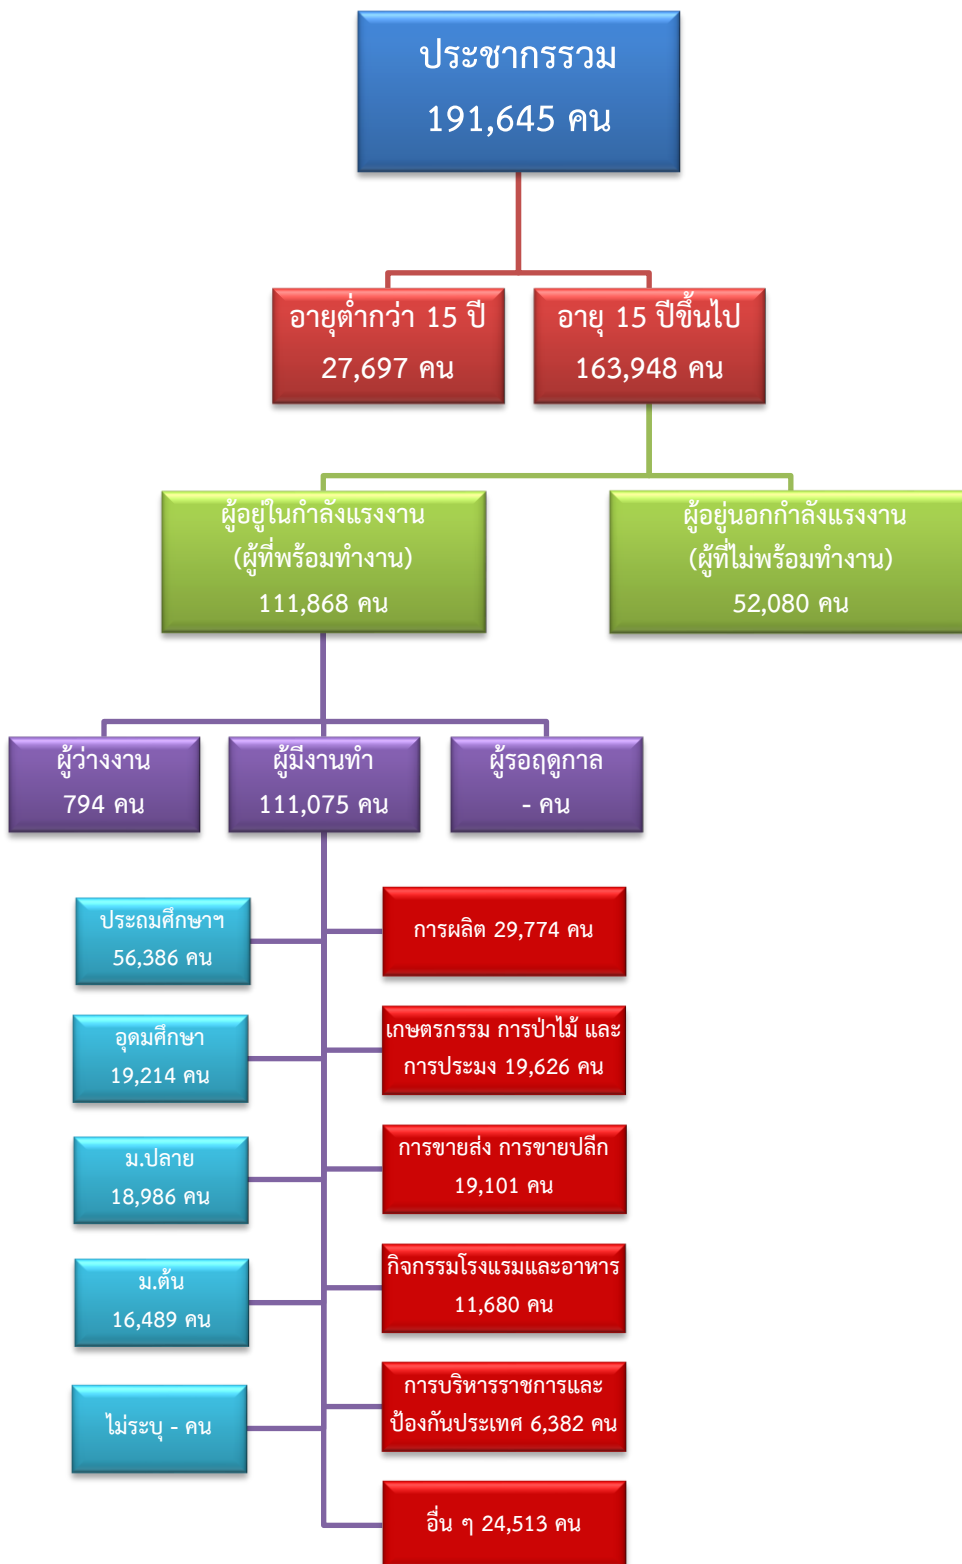 ประชากรรวม
191,645 คน
อายุต่ำกว่า 15 ปี
27,697 คน
อายุ 15 ปีขึ้นไป
163,948 คน
ผู้อยู่ในกำลังแรงงาน
(ผู้ที่พร้อมทำงาน)
111,868 คน
ผู้อยู่นอกกำลังแรงงาน
(ผู้ที่ไม่พร้อมทำงาน)
52,080 คน
ผู้ว่างงาน
794 คน
ผู้มีงานทำ
111,075 คน
ผู้รอฤดูกาล
- คน
ประถมศึกษาฯ
56,386 คน
อุดมศึกษา
19,214 คน
ม.ปลาย
18,986 คน
ม.ต้น
16,489 คน
ไม่ระบุ - คน
การผลิต 29,774 คน
เกษตรกรรม การป่าไม้ และ
การประมง 19,626 คน
การขายส่ง การขายปลีก
19,101 คน
กิจกรรมโรงแรมและอาหาร
11,680 คน
การบริหารราชการและ
ป้องกันประเทศ 6,382 คน
อื่น ๆ 24,513 คน